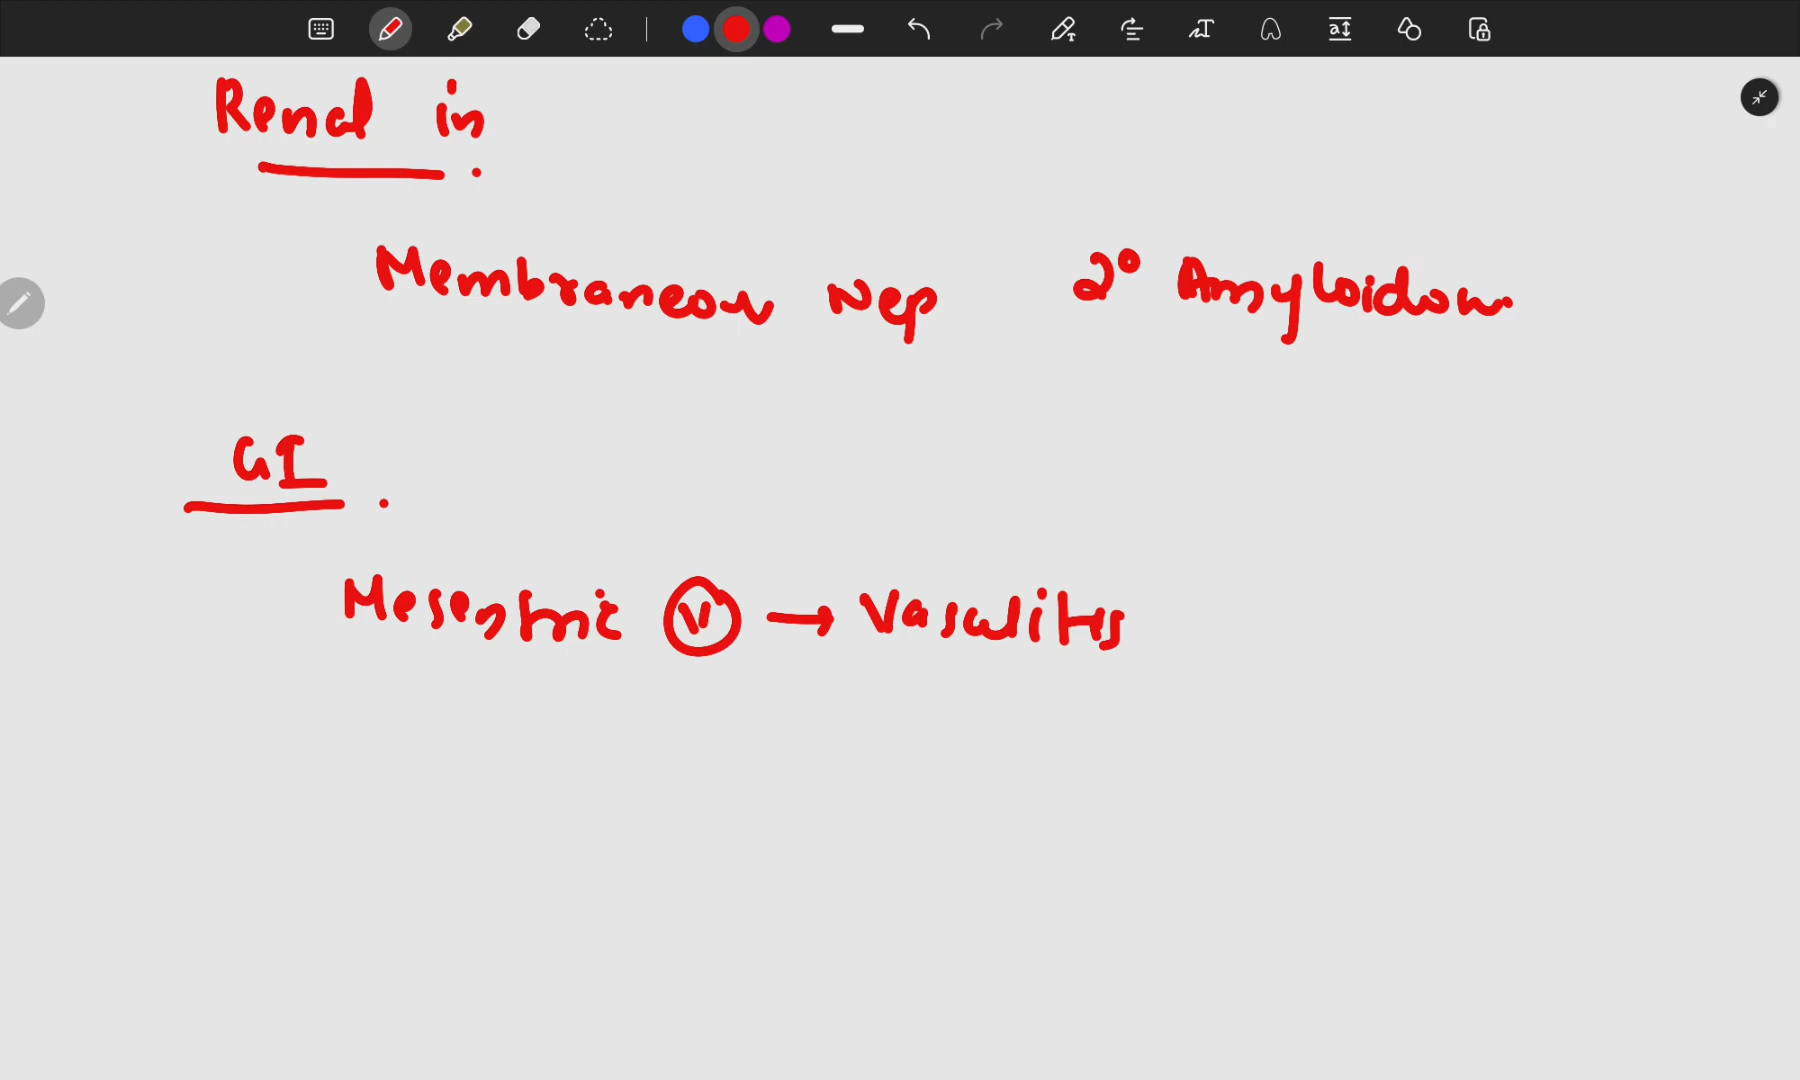 Renal in
Membraneous Nep 2° Amyloidosis
GI
Mesentric V → Vasculitis